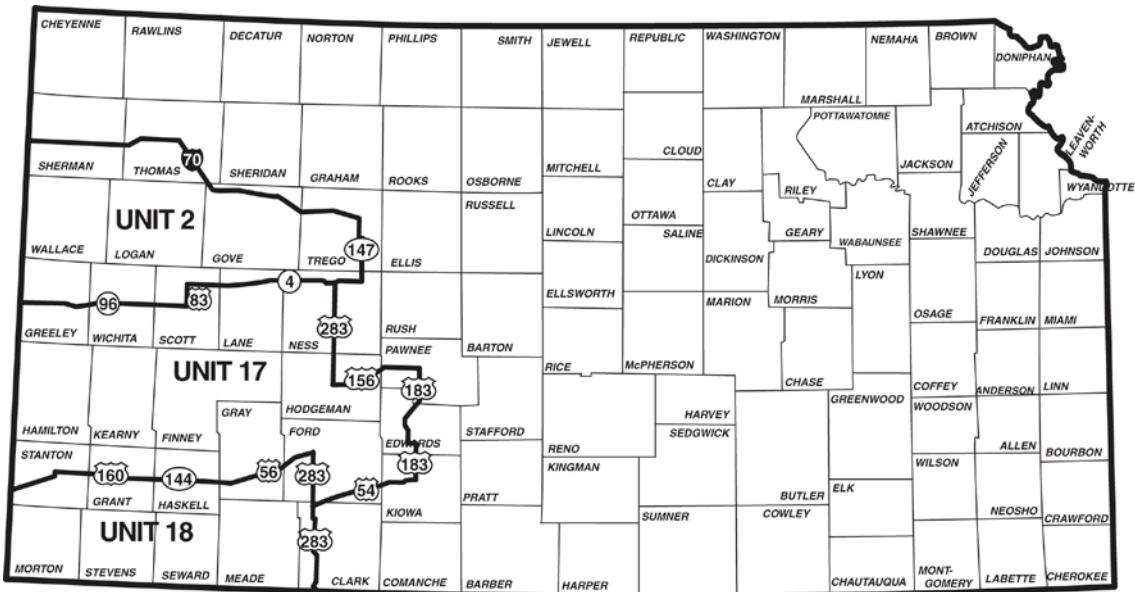 CHEYENNE
RAWLINS
DECATUR
NORTON
PHILLIPS
SMITH
JEWELL
REPUBLIC
WASHINGTON
MARSHALL
NEMAHA
BROWN
DONIPHAN
SHERMAN
THOMAS
70
SHERIDAN
GRAHAM
ROOKS
OSBORNE
MITCHELL
CLOUD
CLAY
RILEY
POTTAWATOMIE
JACKSON
ATCHISON
JEFFERSON
LEAVEN-
WORTH
WYANDOTTE
UNIT 2
WALLACE
LOGAN
GOVE
TREGO
147
ELLIS
RUSSELL
LINCOLN
OTTAWA
SALINE
DICKINSON
GEARY
WABAUNSEE
SHAWNEE
DOUGLAS
JOHNSON
GREELEY
96
WICHITA
83
SCOTT
LANE
4
NESS
283
RUSH
BARTON
ELLSWORTH
RICE
McPHERSON
MARION
MORRIS
CHASE
LYON
OSAGE
FRANKLIN
MIAMI
UNIT 17
HAMILTON
KEARNY
FINNEY
GRAY
HODGEMAN
156
PAWNEE
183
FORD
EDWARDS
183
STAFFORD
RENO
HARVEY
SEDGWICK
BUTLER
GREENWOOD
COFFEY
ANDERSON
LINN
WOODSON
ALLEN
BOURBON
STANTON
160
GRANT
144
HASKELL
56
283
54
KIOWA
PRATT
KINGMAN
ELK
WILSON
NEOSHO
CRAWFORD
UNIT 18
MORTON
STEVENS
SEWARD
MEADE
283
CLARK
COMANCHE
BARBER
HARPER
SUMNER
COWLEY
CHAUTAUQUA
MONT-
GOMERY
LABETTE
CHEROKEE